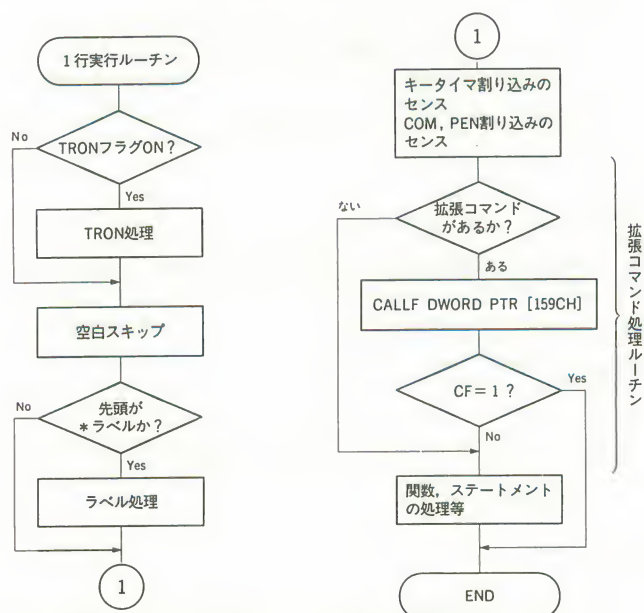 1行実行ルーチン
No
TRONフラグON？
Yes
TRON処理
空白スキップ
No
先頭が
＊ラベルか？
Yes
ラベル処理
1
1
キータイマ割り込みの
センス
COM，PEN割り込みの
センス
ない
拡張コマンド
があるか？
ある
CALLF DWORD PTR [159CH]
CF＝1？
Yes
No
関数，ステートメント
の処理等
END
拡張コマンド処理ルーチン